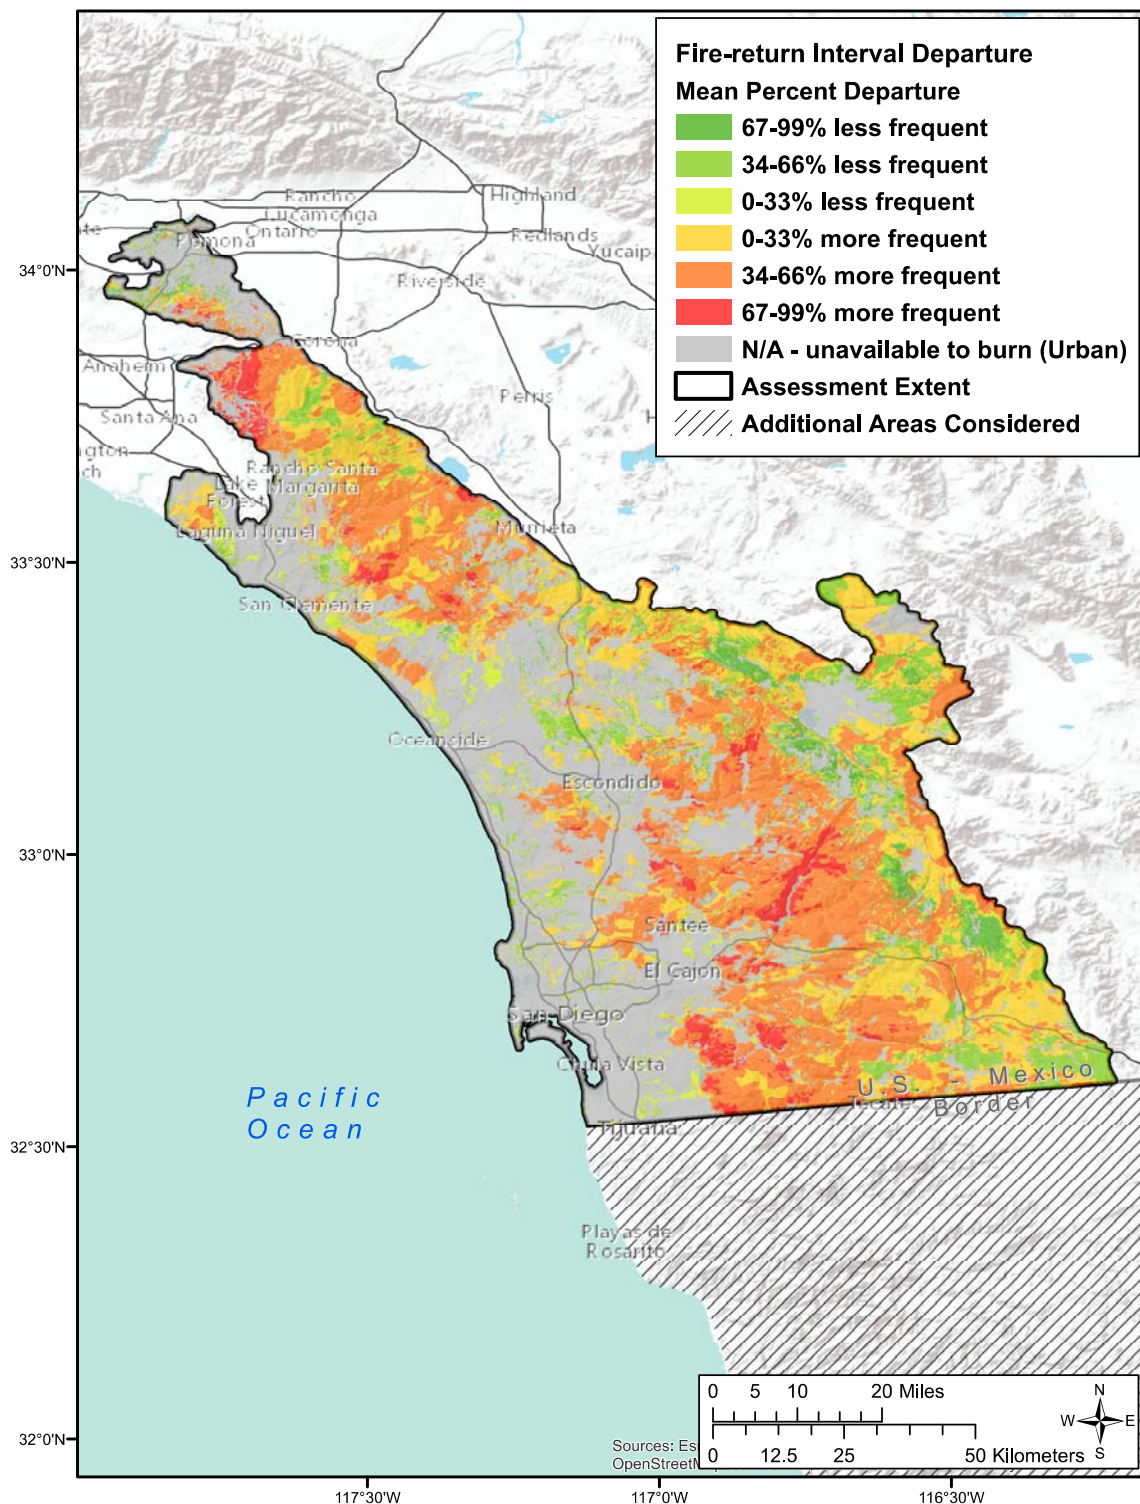 Fire-return Interval Departure
Mean Percent Departure
67-99% less frequent
34-66% less frequent
0-33% less frequent
0-33% more frequent
34-66% more frequent
67-99% more frequent
N/A - unavailable to burn (Urban)
Assessment Extent
Additional Areas Considered
Rancho
Cucamonga
Ontario
Highland
Redlands
Yucaip
Pomona
Riverside
Corona
Anaheim
Santa Ana
Perris
Rancho Santa
Margarita
Lake
Forest
Laguna Niguel
Murrieta
San Clemente
Oceanside
Escondido
Santee
El Cajon
San Diego
Chula Vista
U.S. - Mexico
Border
Tecate
Tijuana
Playas de
Rosarito
Pacific
Ocean
34°0'N
33°30'N
33°0'N
32°30'N
32°0'N
117°30'W
117°0'W
116°30'W
0 5 10 20 Miles
0 12.5 25 50 Kilometers
N
W E
S
Sources: Es
OpenStreetM